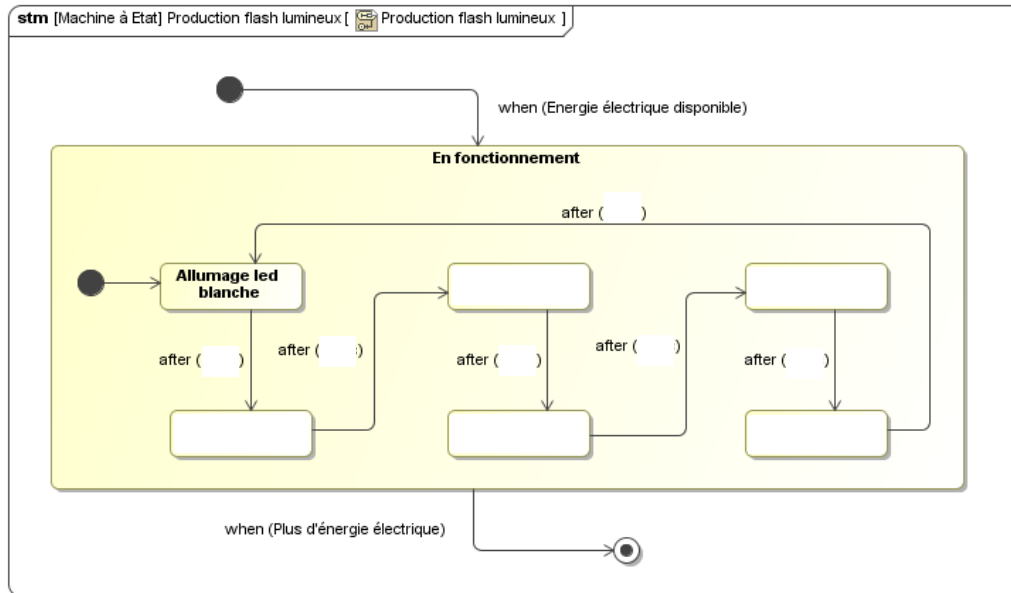 stm [Machine à Etat] Production flash lumineux [ Production flash lumineux ]
when (Energie électrique disponible)
En fonctionnement
after ( )
Allumage led
blanche
after ( )
after ( )
after ( )
after ( )
after ( )
when (Plus d'énergie électrique)